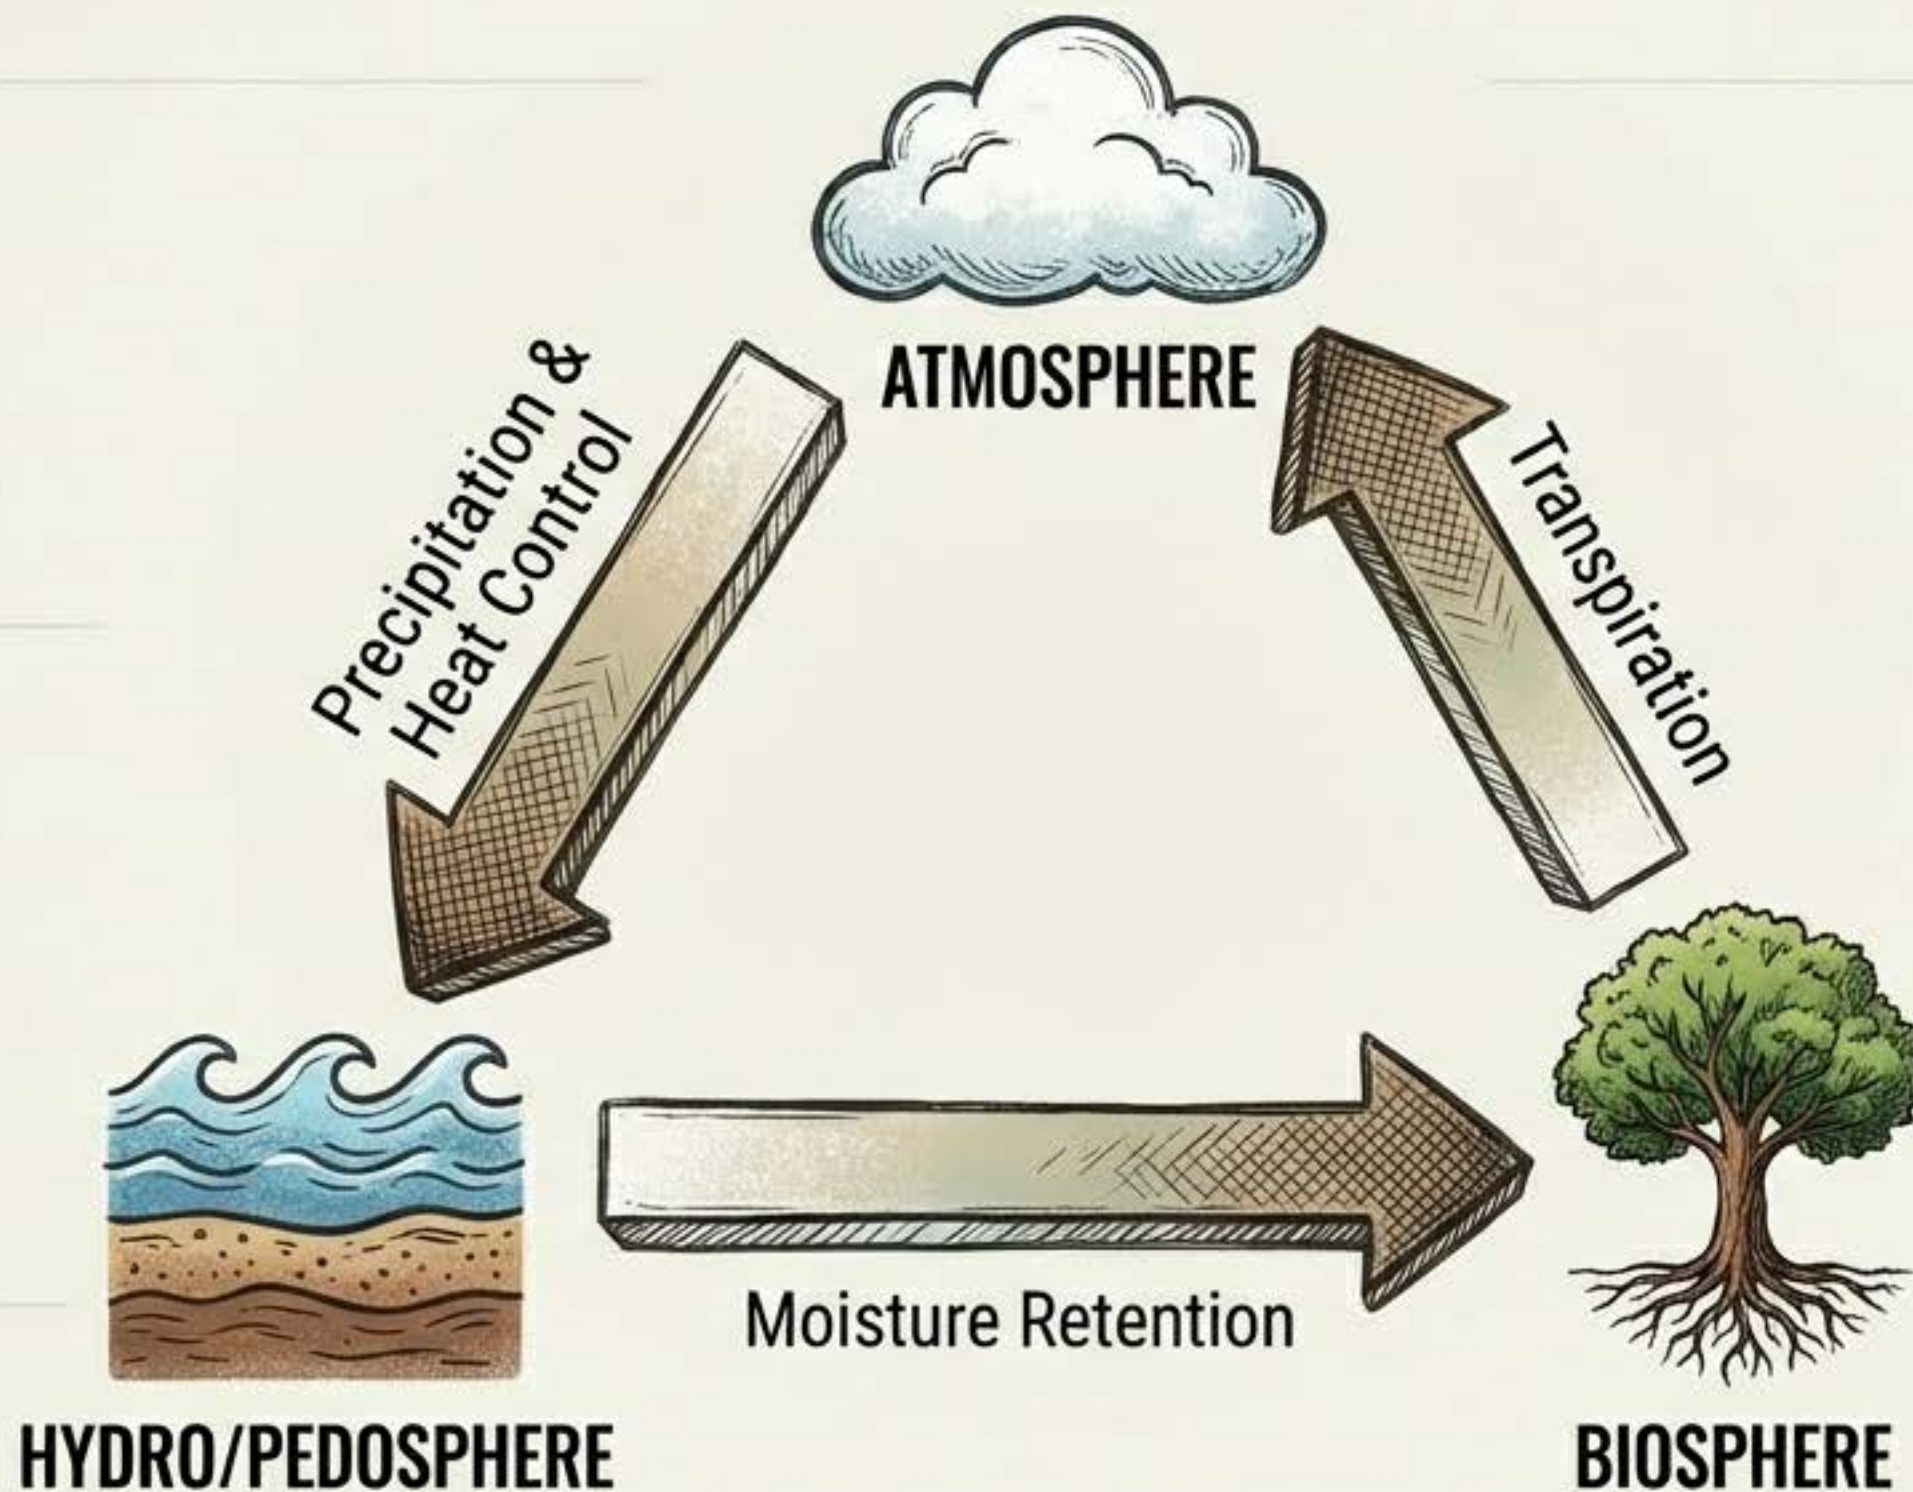 ATMOSPHERE
Precipitation &
Heat Control
Transpiration
Moisture Retention
HYDRO/PEDOSPHERE
BIOSPHERE